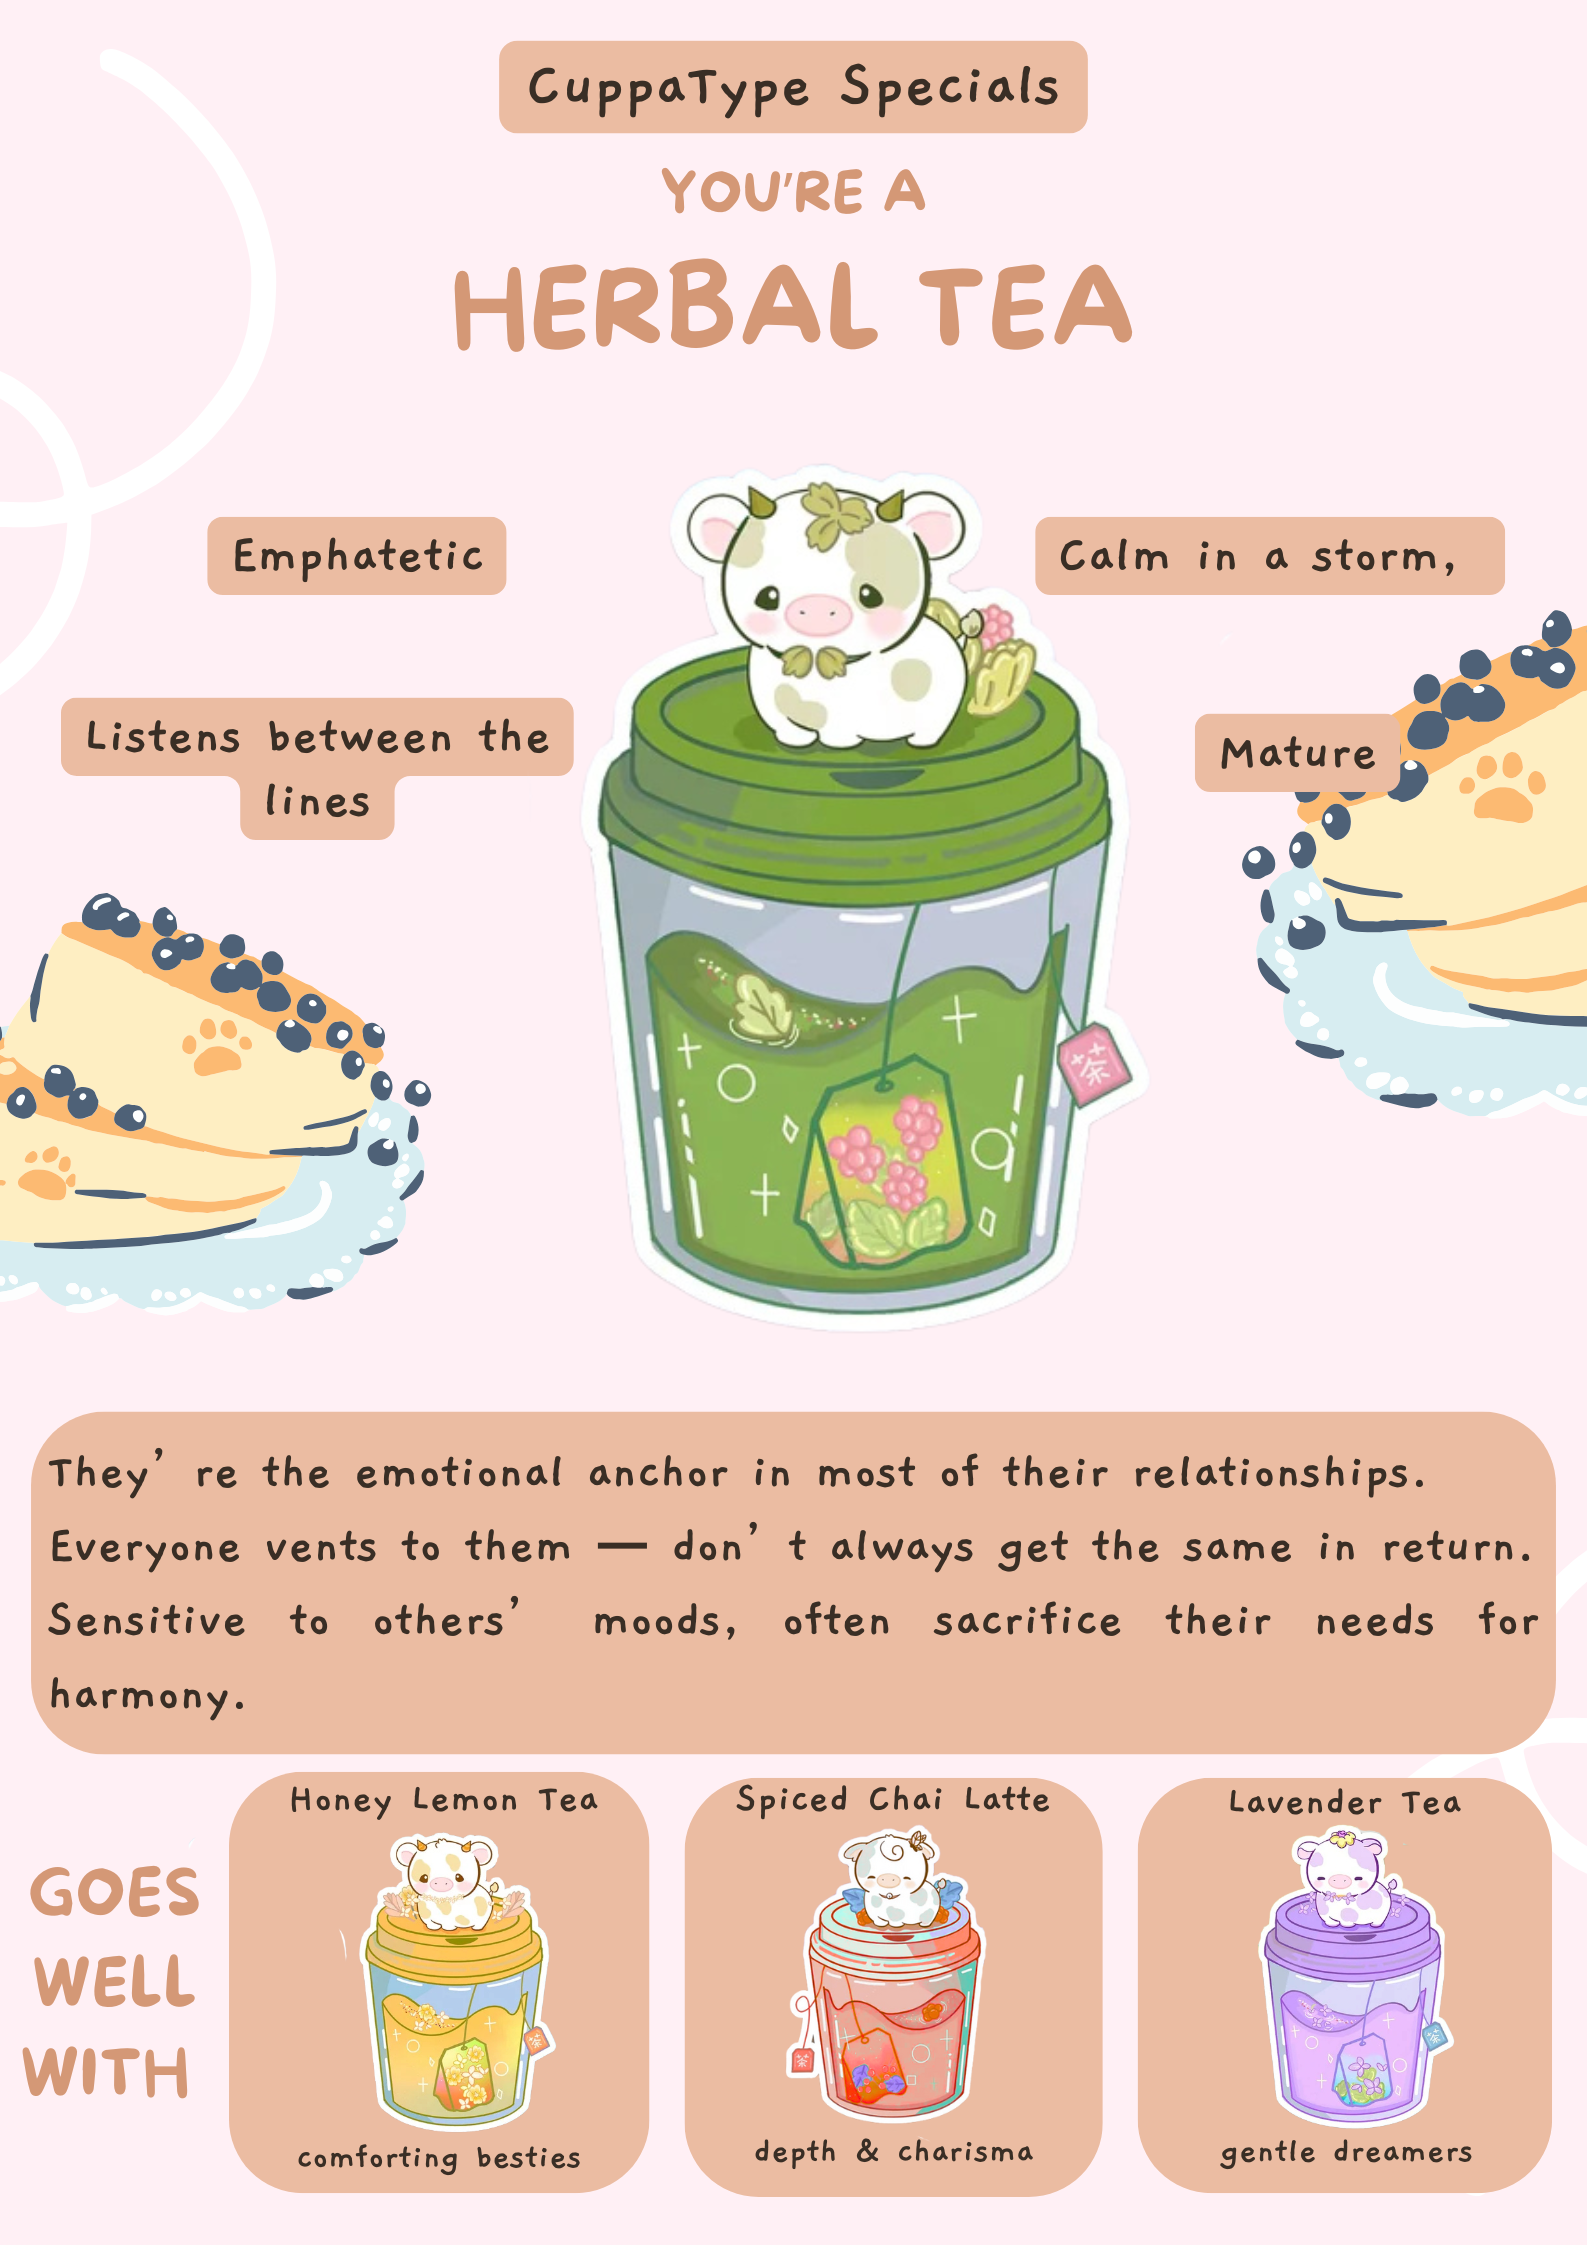 CuppaType Specials
YOU'RE A
HERBAL TEA
Emphatetic
Calm in a storm,
Listens between the
lines
Mature
茶
They’ re the emotional anchor in most of their relationships.
Everyone vents to them — don’ t always get the same in return.
Sensitive to others’ moods, often sacrifice their needs for
harmony.
GOES
WELL
WITH
Honey Lemon Tea
茶
comforting besties
Spiced Chai Latte
茶
depth & charisma
Lavender Tea
茶
gentle dreamers